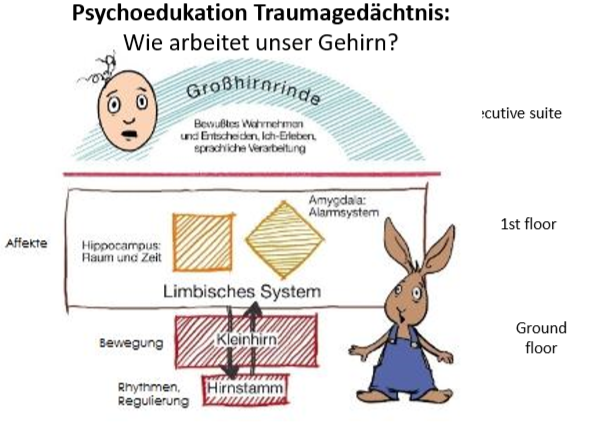 Psychoedukation Traumagedächtnis:
Wie arbeitet unser Gehirn?
Großhirnrinde
Bewußtes Wahrnehmen
und Entscheiden, Ich-Erleben,
sprachliche Verarbeitung
ecutive suite
Amygdala:
Alarmsystem
1st floor
Affekte
Hippocampus:
Raum und Zeit
Limbisches System
Ground
floor
Bewegung
Kleinhirn
Rhythmen,
Regulierung
Hirnstamm